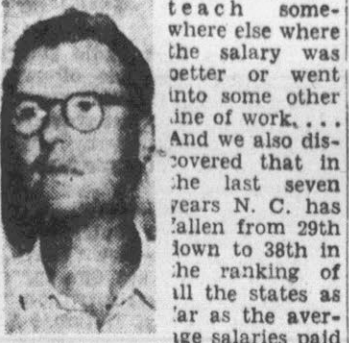 teach some-
where else where
the salary was
better or went
into some other
line of work. . . .
And we also dis-
covered that in
the last seven
years N. C. has
fallen from 29th
down to 38th in
the ranking of
all the states as
far as the aver-
age salaries paid